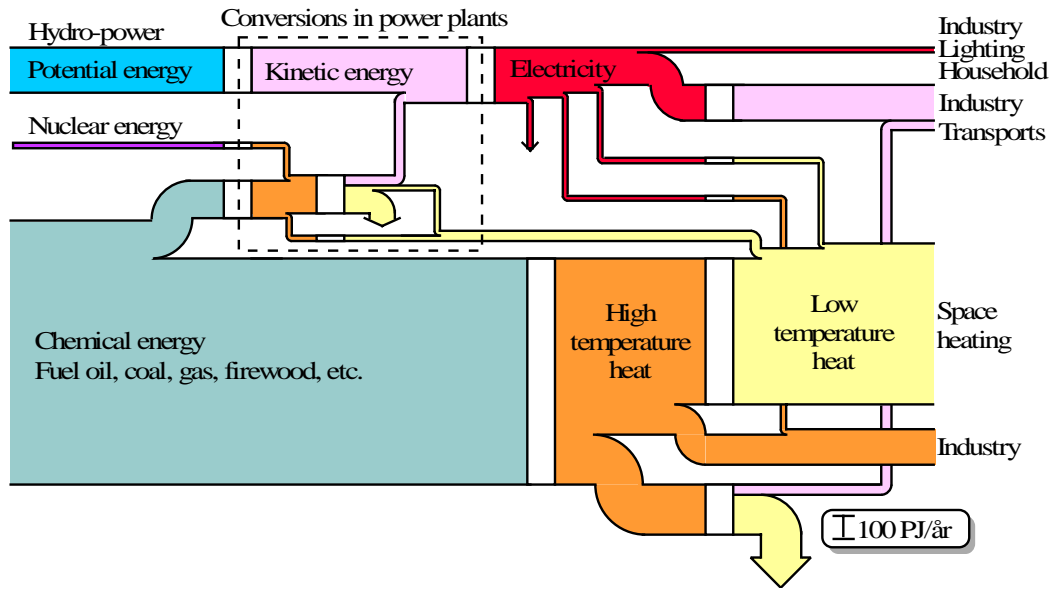 Conversions in power plants
Hydro-power
Potential energy
Kinetic energy
Electricity
Industry
Lighting
Household
Industry
Transports
Nuclear energy
Chemical energy
Fuel oil, coal, gas, firewood, etc.
High
temperature
heat
Low
temperature
heat
Space
heating
Industry
100 PJ/år